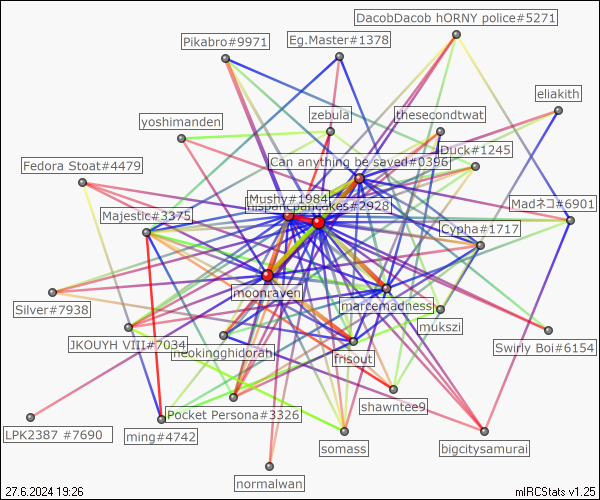 DacobDacob hORNY police#5271
Pikabro#9971
Eg.Master#1378
eliakith
yoshimanden
zebula
thesecondtwat
Can anything be saved#0396
Duck#1245
Fedora Stoat#4479
Mushy#1984
hispanicpancakes#2928
Majestic#3375
Madネコ#6901
Cypha#1717
moonraven
marcemadness
Silver#7938
mukszi
JKOUYH VIII#7034
neokingghidorah
frisout
Swirly Boi#6154
Pocket Persona#3326
shawntee9
LPK2387 #7690
ming#4742
somass
bigcitysamurai
normalwan
27.6.2024 19:26
mIRCStats v1.25